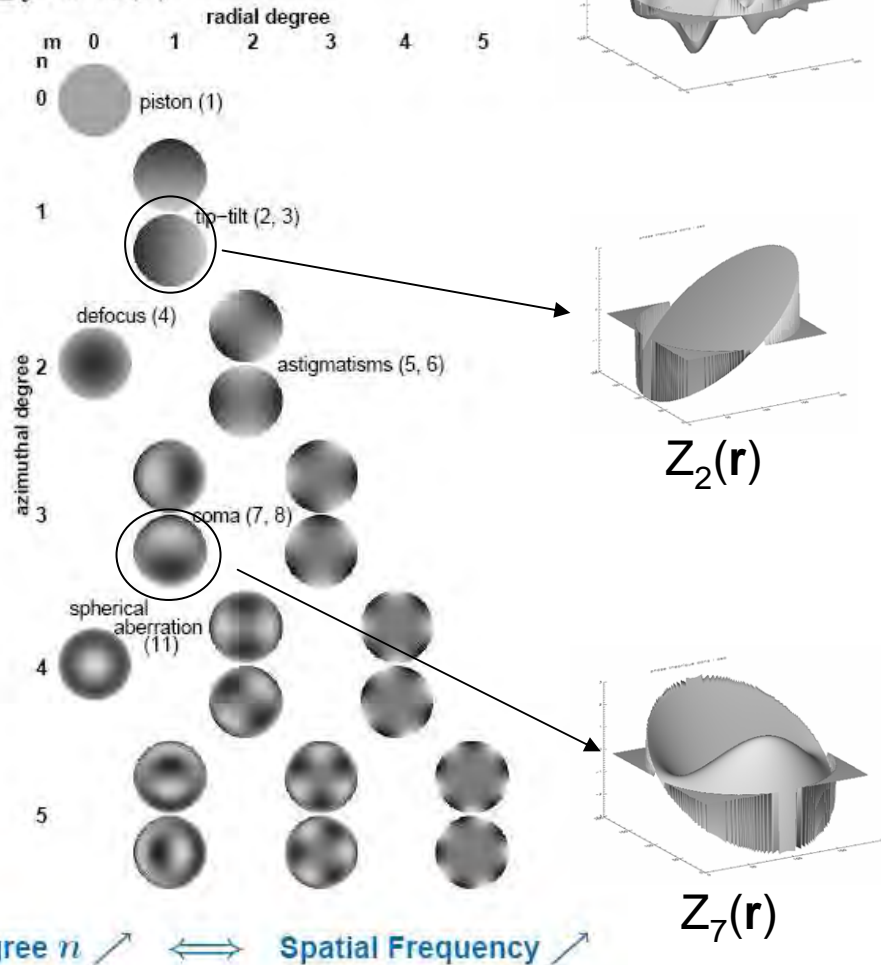 radial degree
m 0 1 2 3 4 5
n
0
piston (1)
1
tip-tilt (2, 3)
defocus (4)
2
astigmatisms (5, 6)
azimuthal degree
3
coma (7, 8)
spherical
aberration
(11)
4
5
Z2(r)
Z7(r)
gree n ↗ ⟺ Spatial Frequency ↗